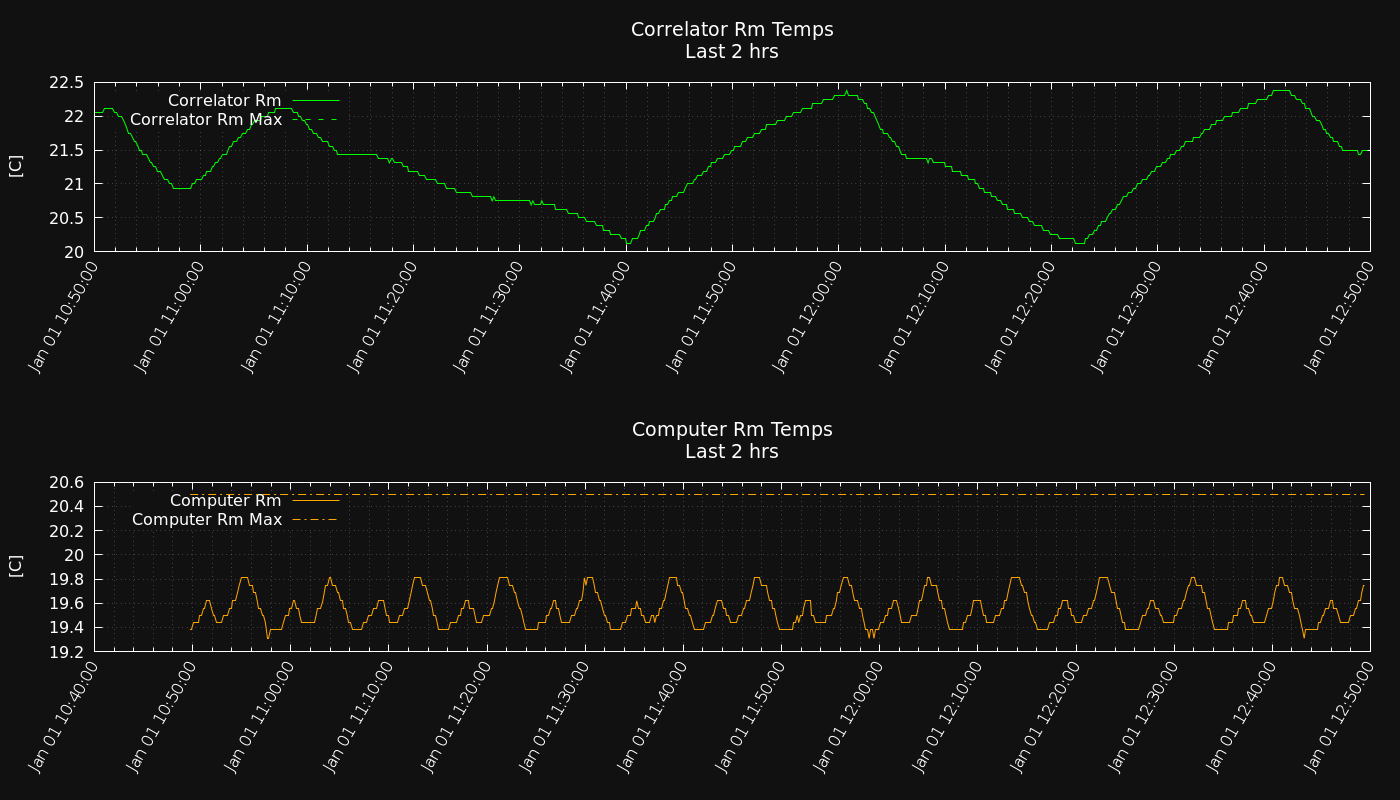 Correlator Rm Temps
Last 2 hrs
22.5
22
21.5
21
20.5
20
[C]
Correlator Rm
Correlator Rm Max
Jan 01 10:50:00
Jan 01 11:00:00
Jan 01 11:10:00
Jan 01 11:20:00
Jan 01 11:30:00
Jan 01 11:40:00
Jan 01 11:50:00
Jan 01 12:00:00
Jan 01 12:10:00
Jan 01 12:20:00
Jan 01 12:30:00
Jan 01 12:40:00
Jan 01 12:50:00
Computer Rm Temps
Last 2 hrs
20.6
20.4
20.2
20
19.8
19.6
19.4
19.2
[C]
Computer Rm
Computer Rm Max
Jan 01 10:40:00
Jan 01 10:50:00
Jan 01 11:00:00
Jan 01 11:10:00
Jan 01 11:20:00
Jan 01 11:30:00
Jan 01 11:40:00
Jan 01 11:50:00
Jan 01 12:00:00
Jan 01 12:10:00
Jan 01 12:20:00
Jan 01 12:30:00
Jan 01 12:40:00
Jan 01 12:50:00